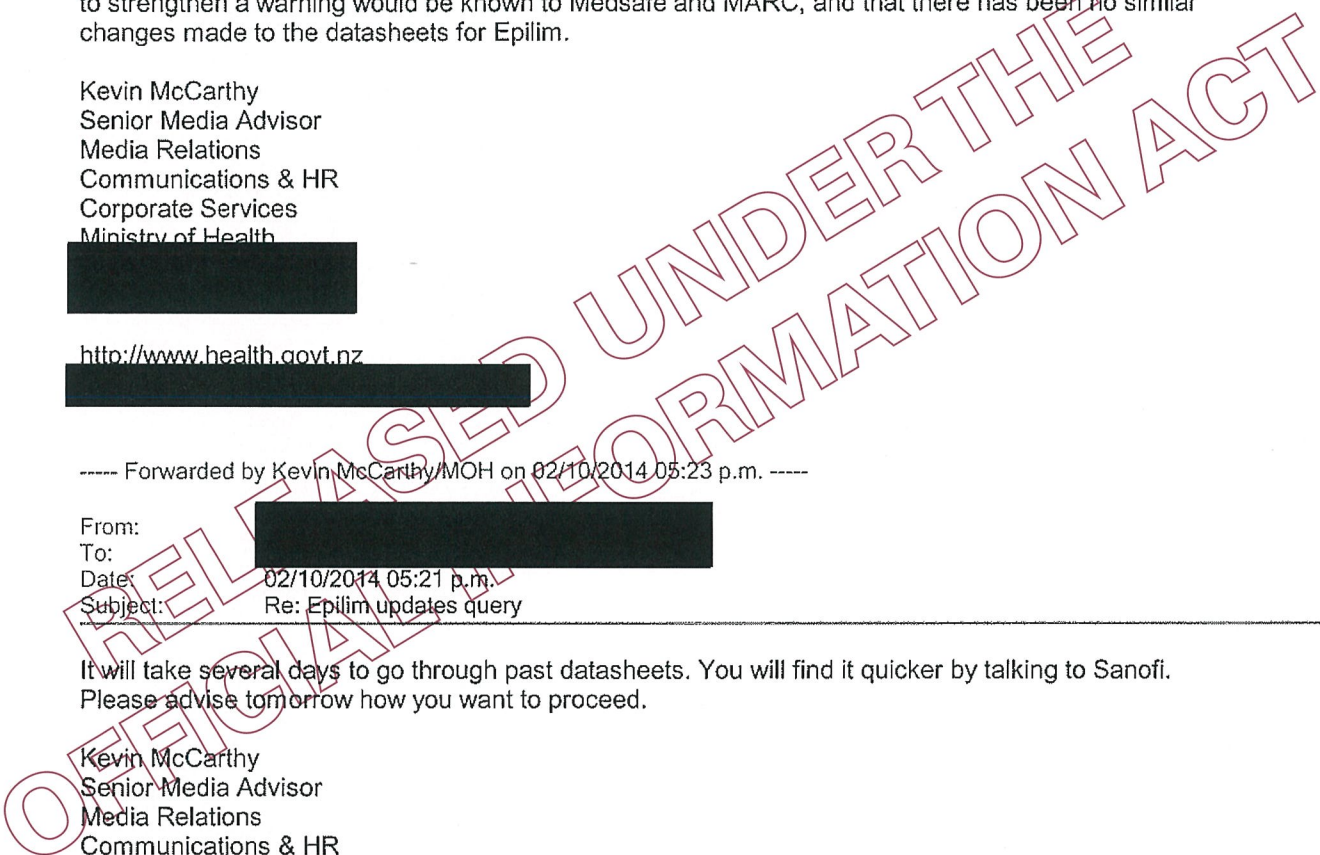 to strengthen a warning would be known to Medsafe and MARC, and that there has been no similar
changes made to the datasheets for Epilim.
Kevin McCarthy
Senior Media Advisor
Media Relations
Communications & HR
Corporate Services
Ministry of Health
http://www.health.govt.nz
----- Forwarded by Kevin McCarthy/MOH on 02/10/2014 05:23 p.m. -----
From:
To:
Date: 02/10/2014 05:21 p.m.
Subject: Re: Epilim updates query
It will take several days to go through past datasheets. You will find it quicker by talking to Sanofi.
Please advise tomorrow how you want to proceed.
Kevin McCarthy
Senior Media Advisor
Media Relations
Communications & HR
RELEASED UNDER THE
OFFICIAL INFORMATION ACT